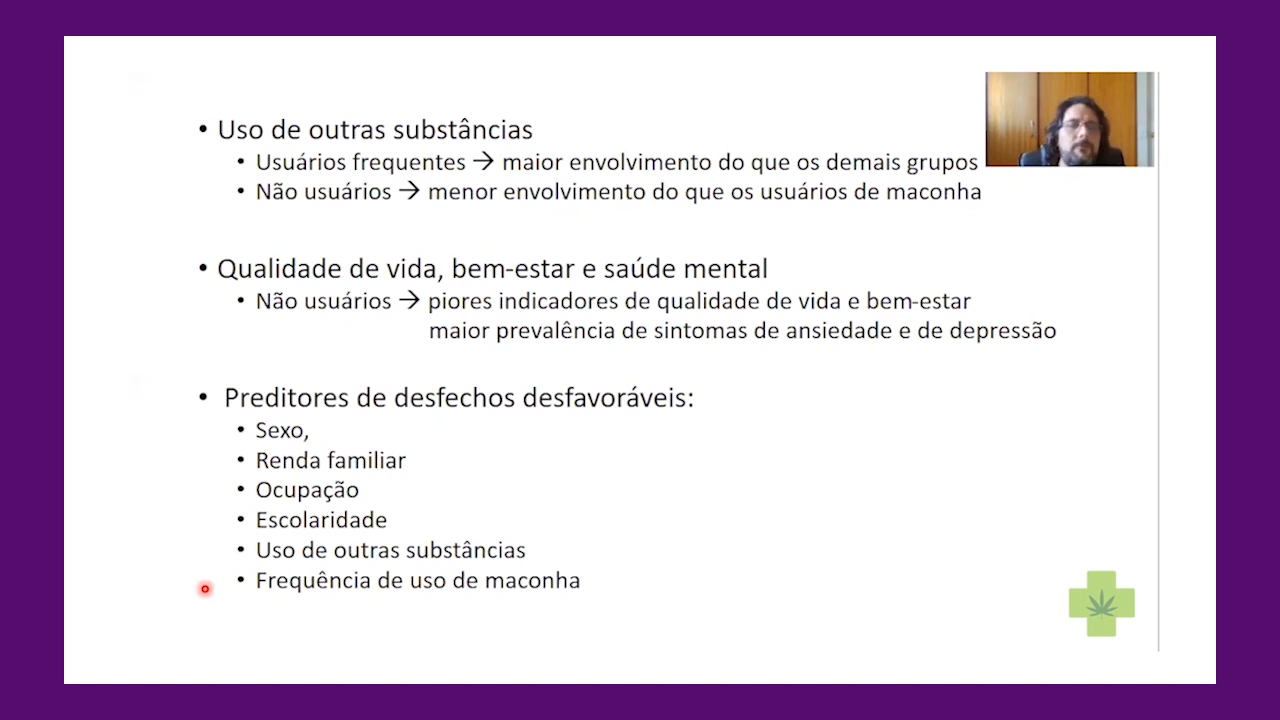 • Uso de outras substâncias
• Usuários frequentes → maior envolvimento do que os demais grupos
• Não usuários → menor envolvimento do que os usuários de maconha
• Qualidade de vida, bem-estar e saúde mental
• Não usuários → piores indicadores de qualidade de vida e bem-estar
maior prevalência de sintomas de ansiedade e de depressão
• Preditores de desfechos desfavoráveis:
• Sexo,
• Renda familiar
• Ocupação
• Escolaridade
• Uso de outras substâncias
• Frequência de uso de maconha